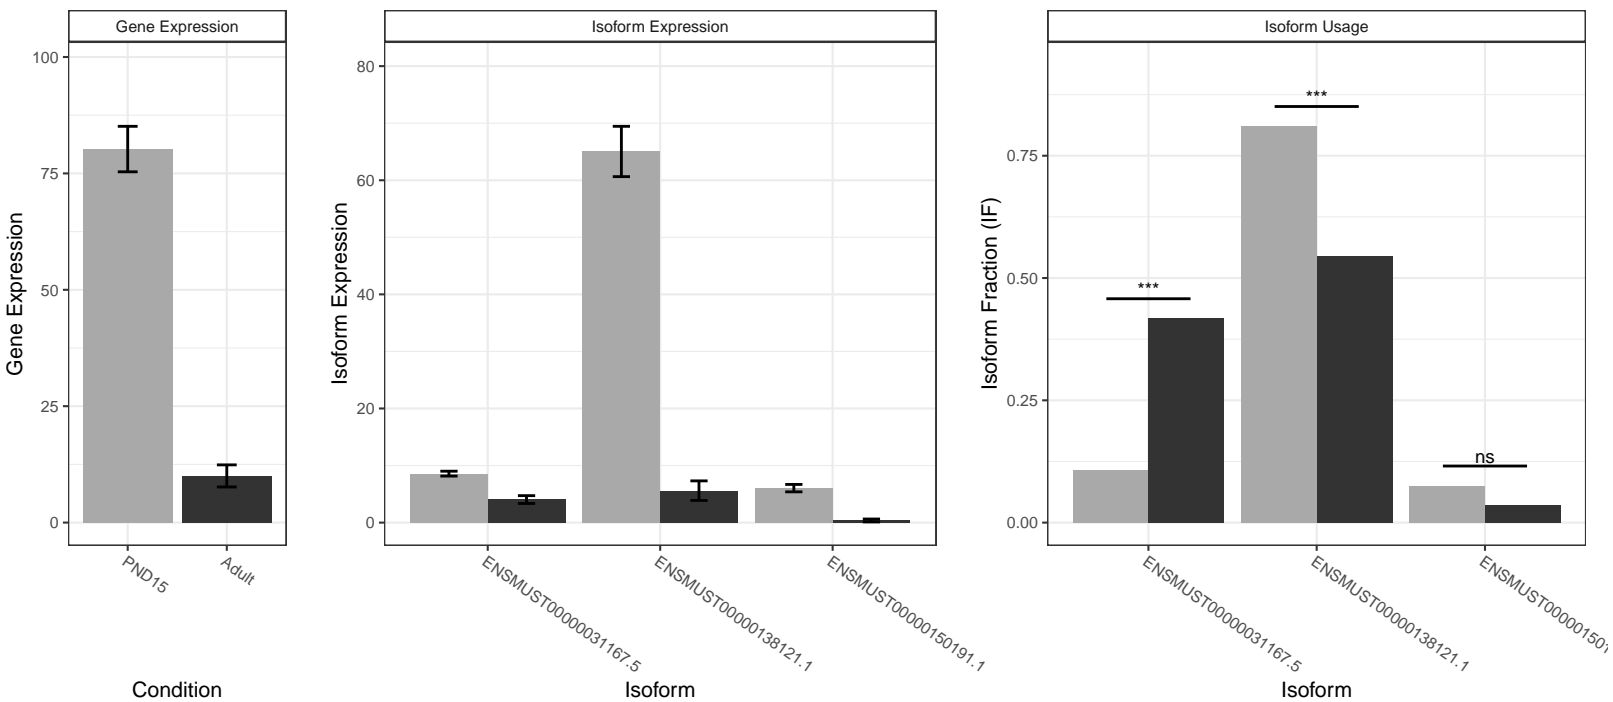 Gene Expression
Isoform Expression
Isoform Usage
Gene Expression
100
75
50
25
0
PND15
Adult
Condition
Isoform Expression
80
60
40
20
0
ENSMUST00000031167.5
ENSMUST00000138121.1
ENSMUST00000150191.1
Isoform
Isoform Fraction (IF)
0.75
0.50
0.25
0.00
***
***
ns
ENSMUST00000031167.5
ENSMUST00000138121.1
ENSMUST000001501
Isoform